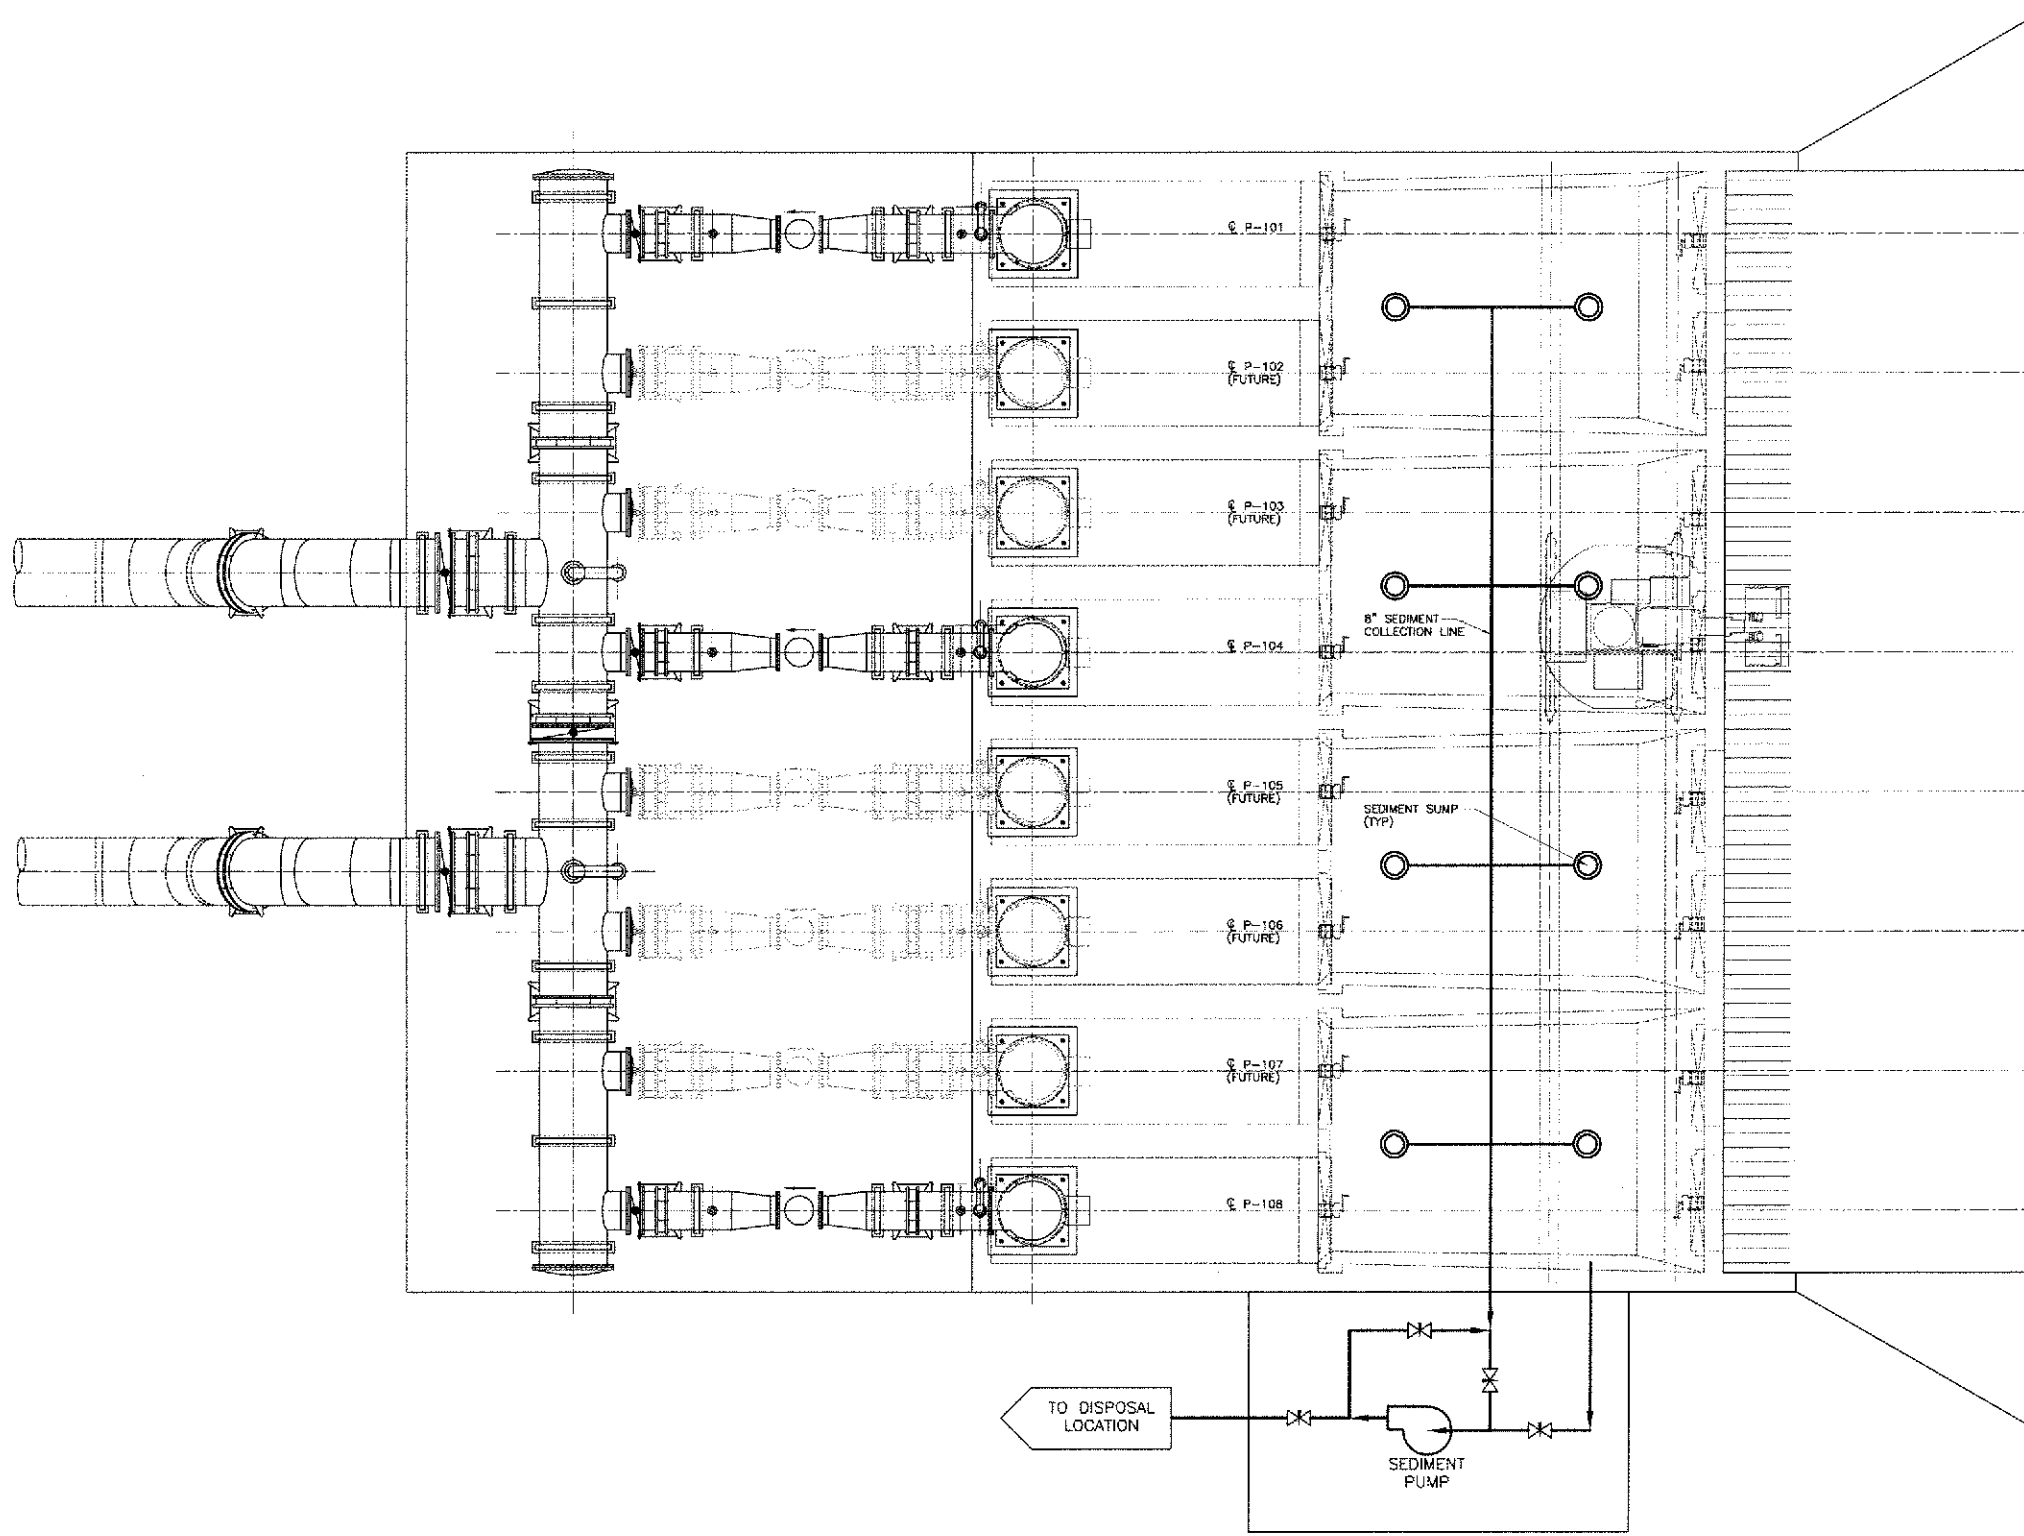 ℄ P-101
℄ P-102
(FUTURE)
℄ P-103
(FUTURE)
8" SEDIMENT
COLLECTION LINE
℄ P-104
℄ P-105
(FUTURE)
SEDIMENT SUMP
(TYP)
℄ P-106
(FUTURE)
℄ P-107
(FUTURE)
℄ P-108
TO DISPOSAL
LOCATION
SEDIMENT
PUMP